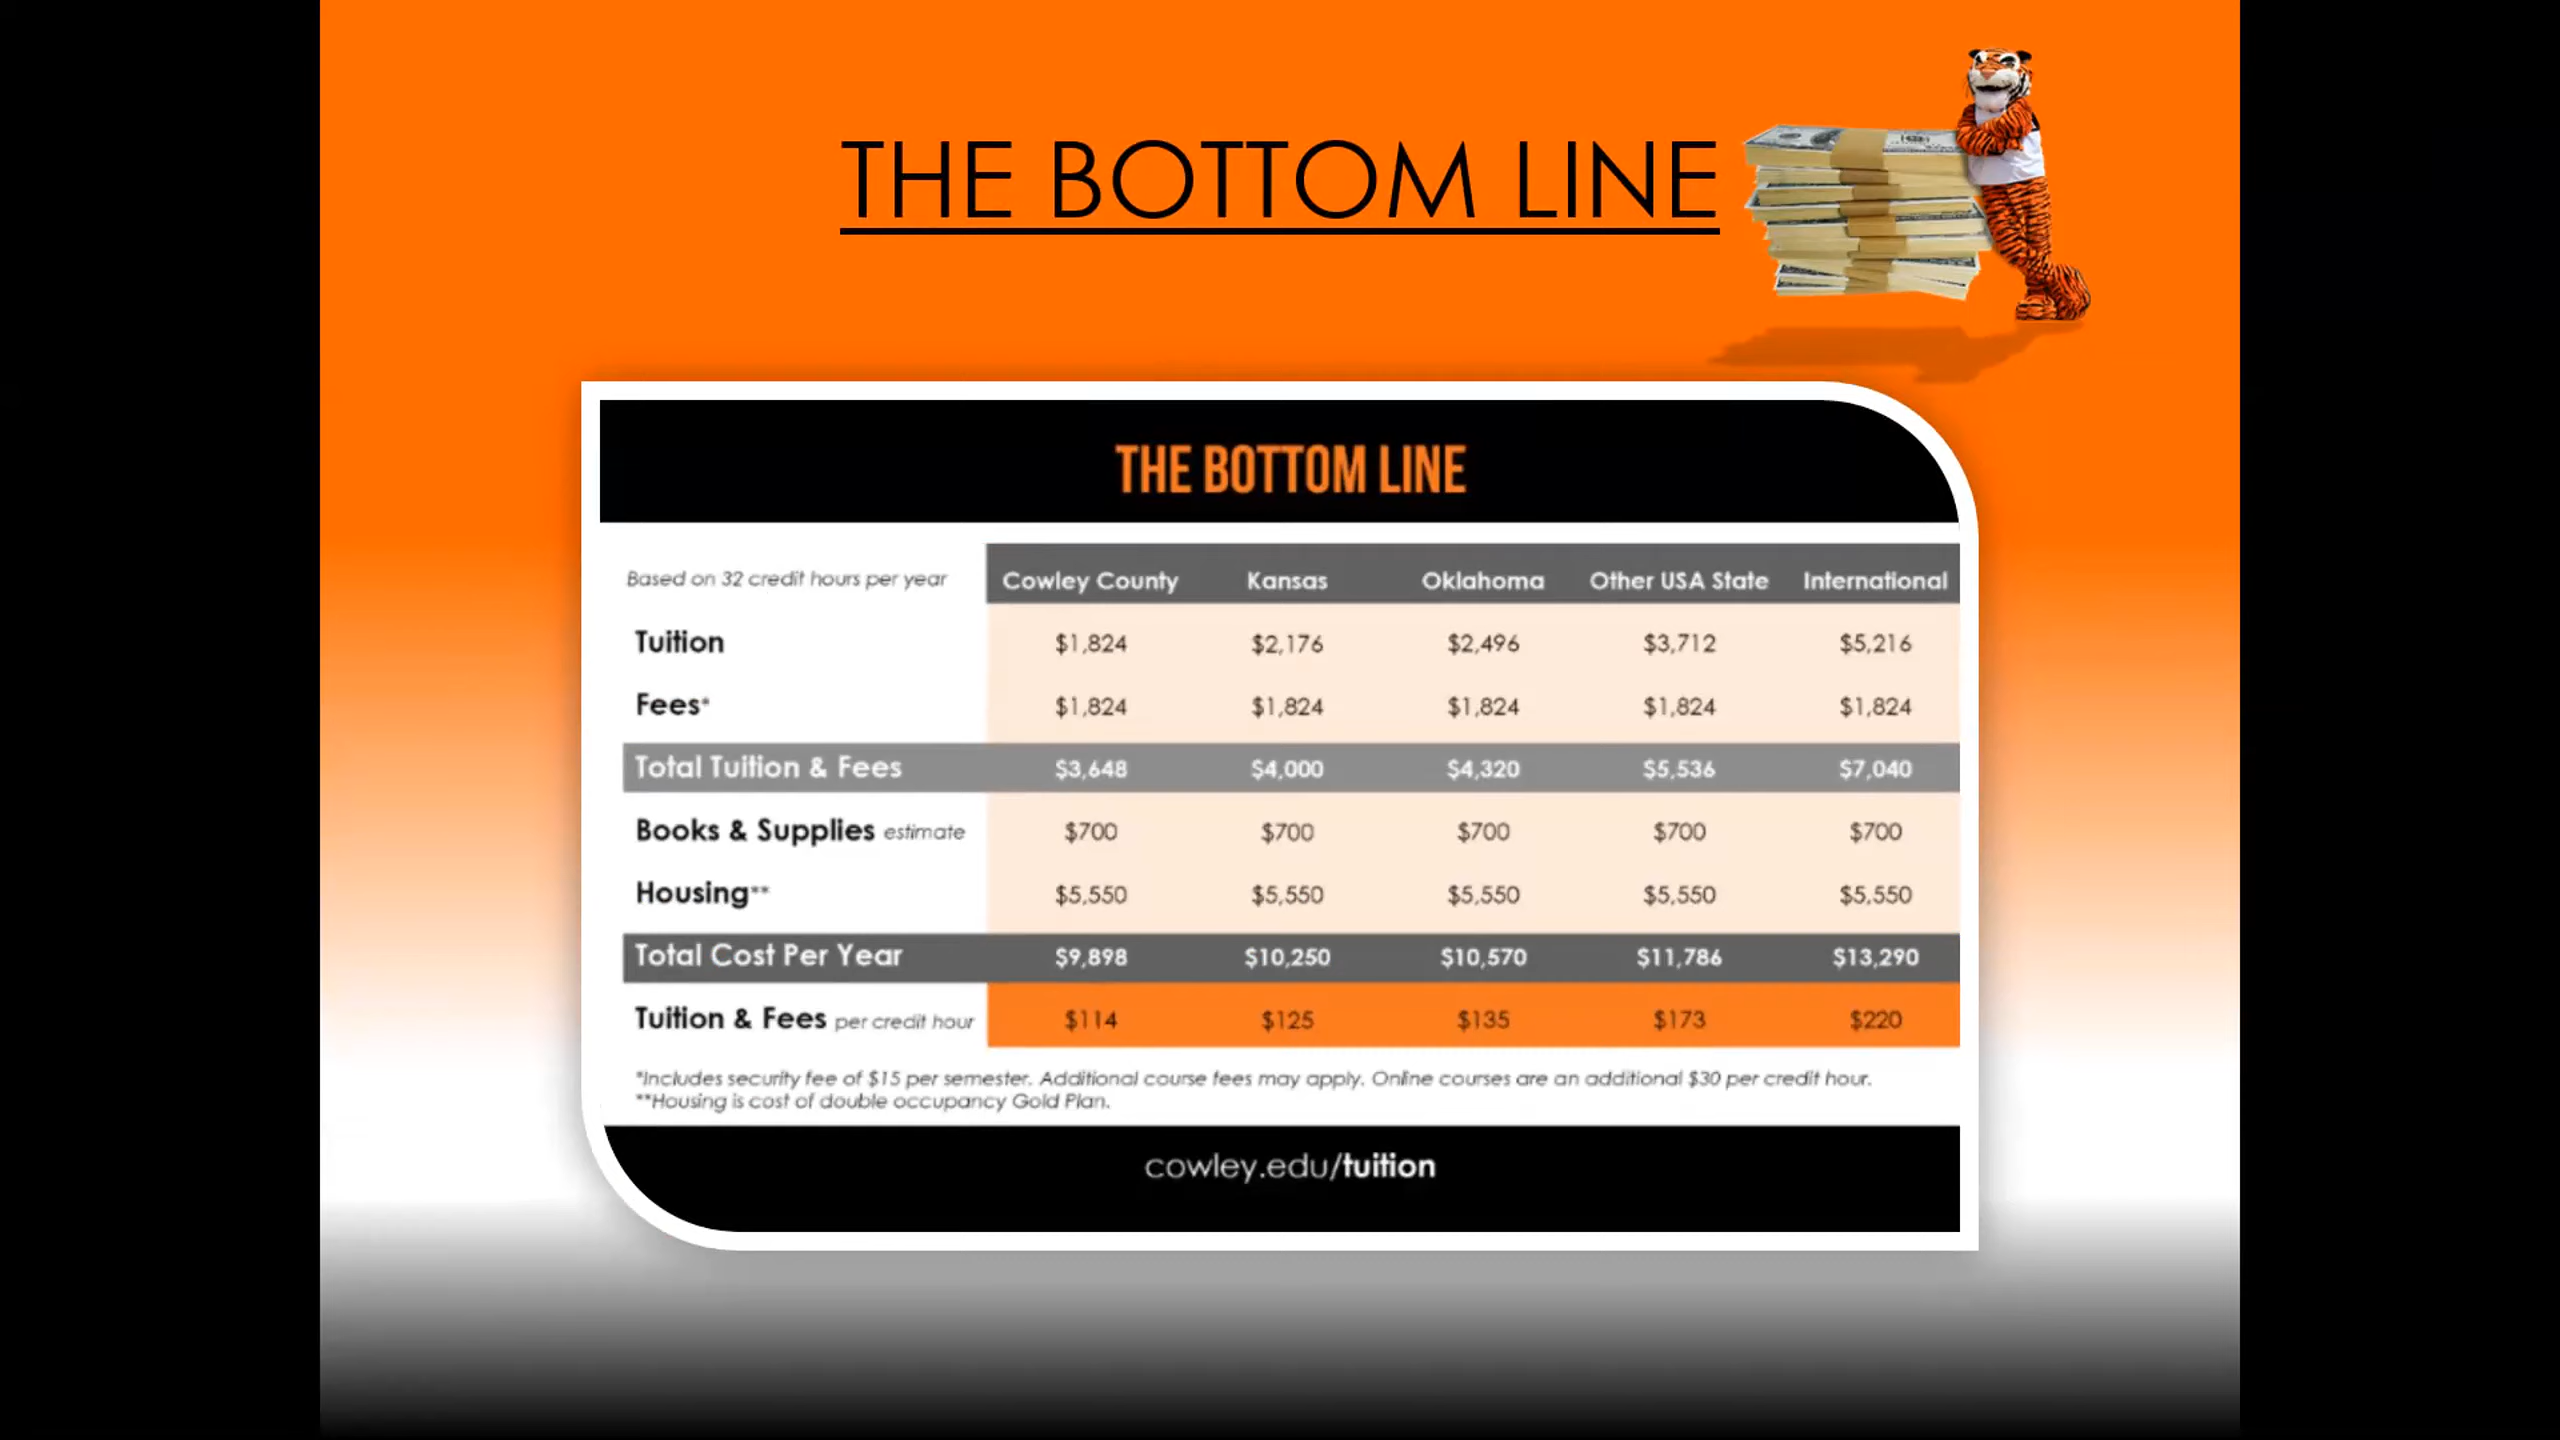 THE BOTTOM LINE
THE BOTTOM LINE
Based on 32 credit hours per year Cowley County Kansas Oklahoma Other USA State International
Tuition $1,824 $2,176 $2,496 $3,712 $5,216
Fees* $1,824 $1,824 $1,824 $1,824 $1,824
Total Tuition & Fees $3,648 $4,000 $4,320 $5,536 $7,040
Books & Supplies estimate $700 $700 $700 $700 $700
Housing** $5,550 $5,550 $5,550 $5,550 $5,550
Total Cost Per Year $9,898 $10,250 $10,570 $11,786 $13,290
Tuition & Fees per credit hour $114 $125 $135 $173 $220
*Includes security fee of $15 per semester. Additional course fees may apply. Online courses are an additional $30 per credit hour.
**Housing is cost of double occupancy Gold Plan.
cowley.edu/tuition